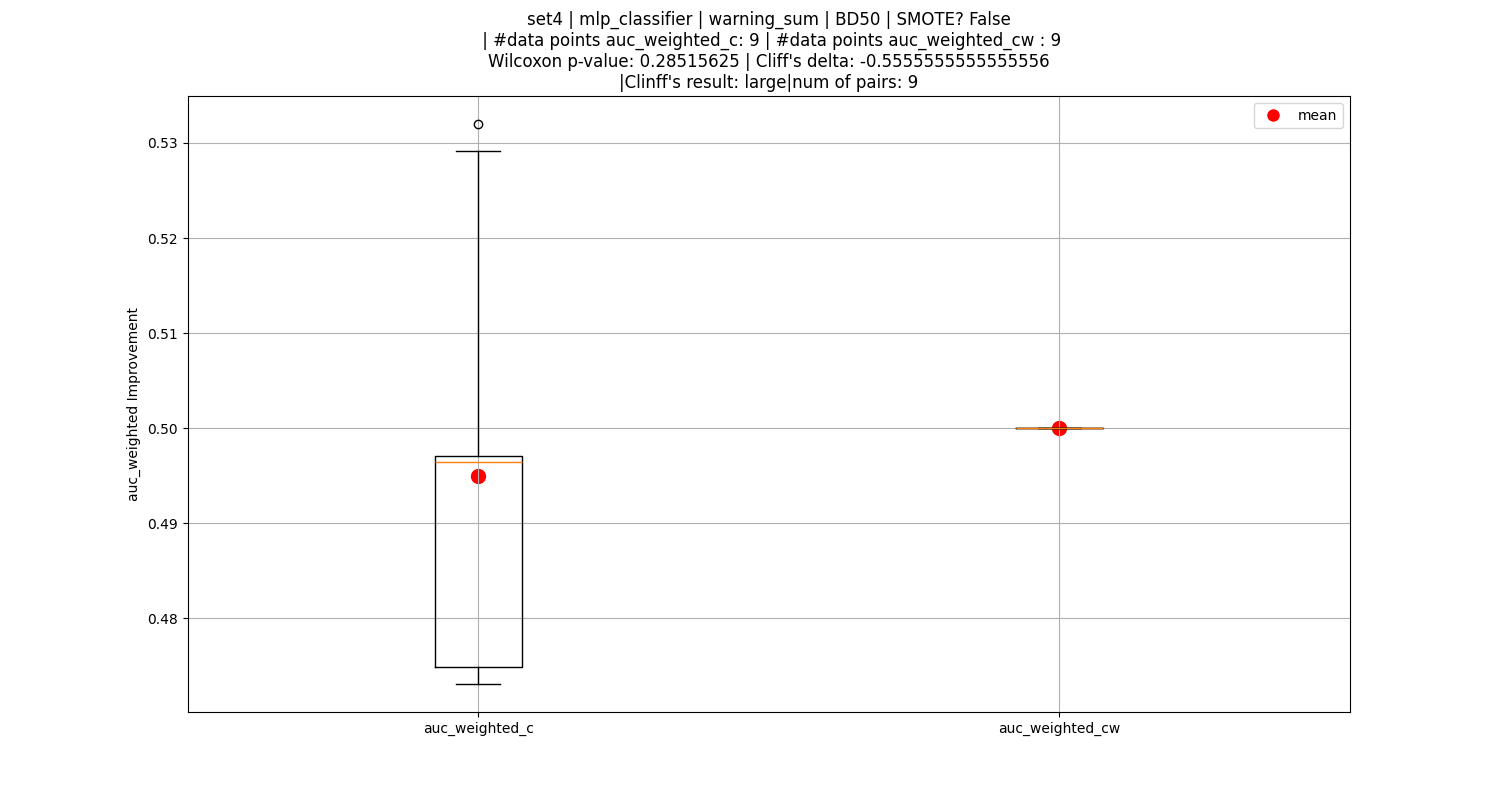 set4 | mlp_classifier | warning_sum | BD50 | SMOTE? False
| #data points auc_weighted_c: 9 | #data points auc_weighted_cw : 9
Wilcoxon p-value: 0.28515625 | Cliff's delta: -0.5555555555555556
|Clinff's result: large|num of pairs: 9
mean
0.53
0.52
0.51
0.50
0.49
0.48
auc_weighted Improvement
auc_weighted_c
auc_weighted_cw